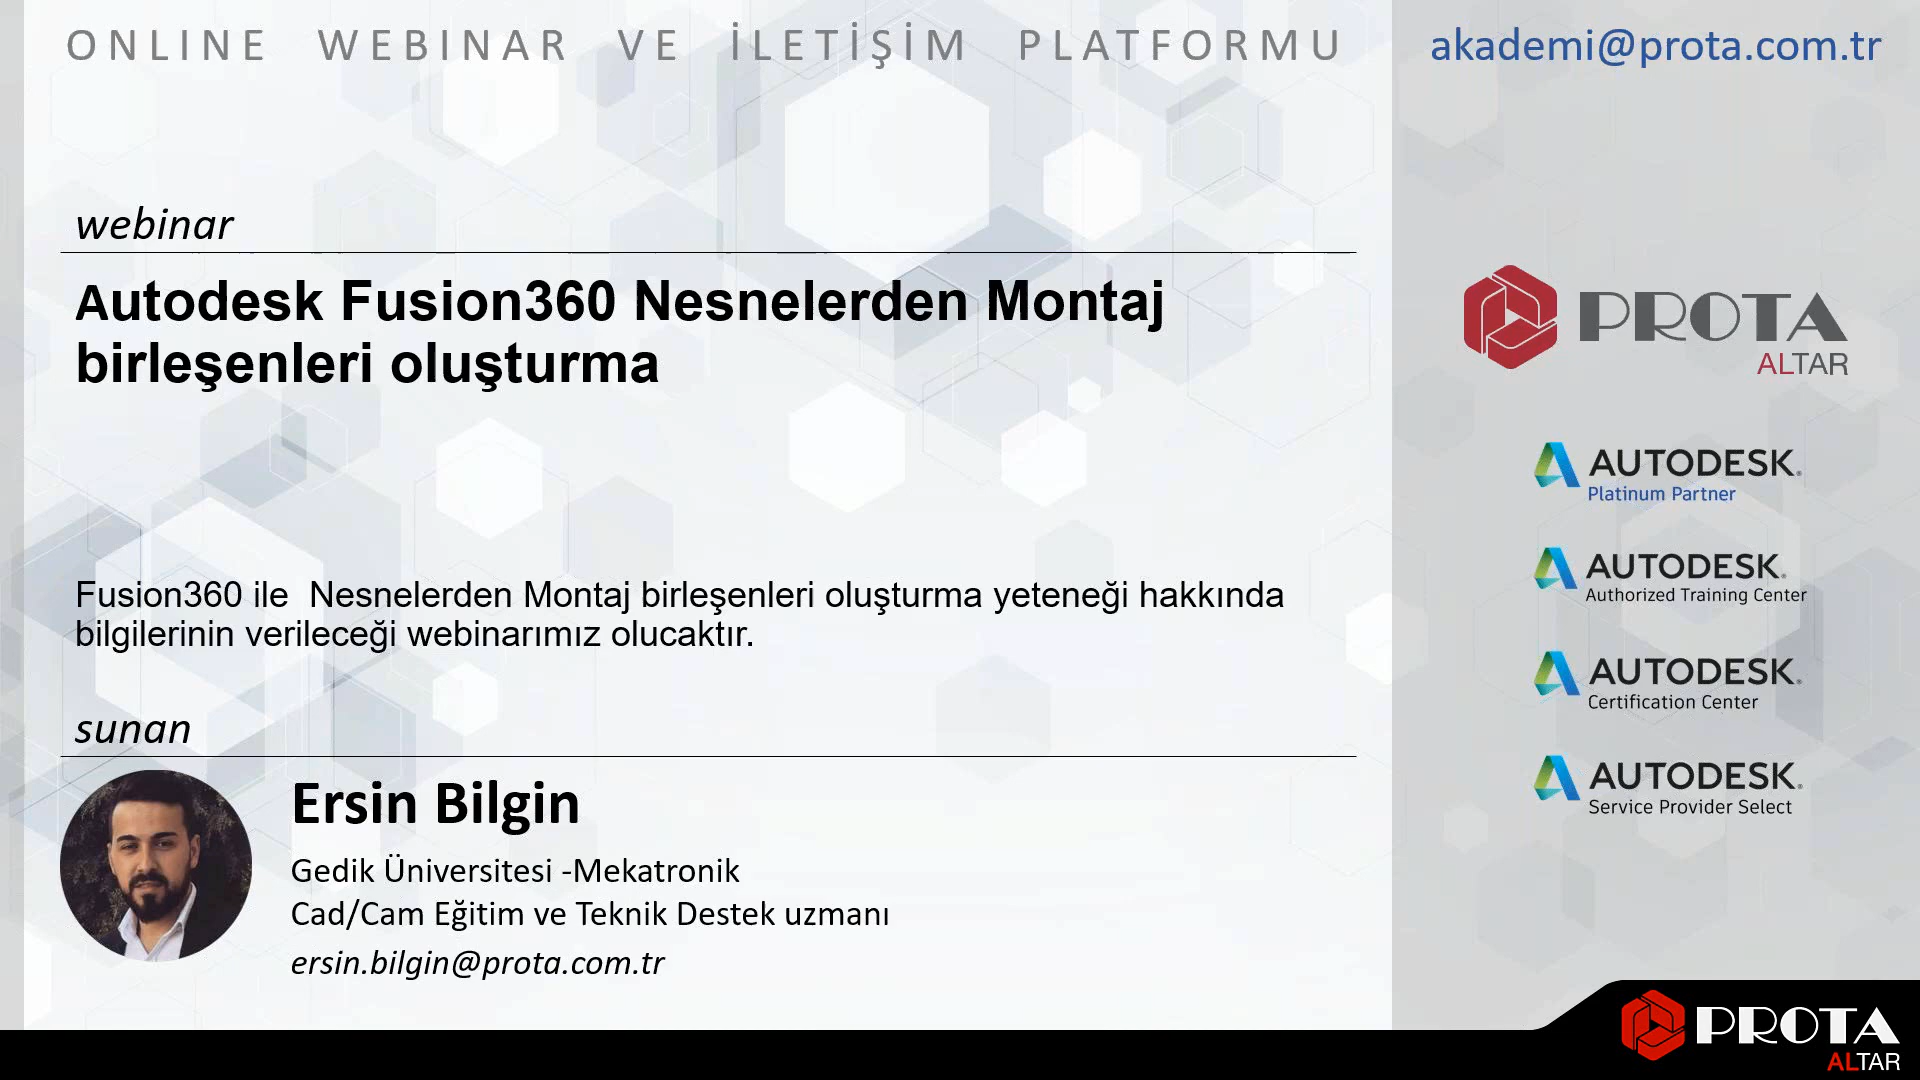 ONLINE WEBINAR VE İLETİŞİM PLATFORMU
akademi@prota.com.tr
webinar
Autodesk Fusion360 Nesnelerden Montaj
birleşenleri oluşturma
Fusion360 ile  Nesnelerden Montaj birleşenleri oluşturma yeteneği hakkında
bilgilerinin verileceği webinarımız olucaktır.
sunan
Ersin Bilgin
Gedik Üniversitesi -Mekatronik
Cad/Cam Eğitim ve Teknik Destek uzmanı
ersin.bilgin@prota.com.tr
PROTA
ALTAR
AUTODESK®
Platinum Partner
AUTODESK®
Authorized Training Center
AUTODESK®
Certification Center
AUTODESK®
Service Provider Select
PROTA
ALTAR